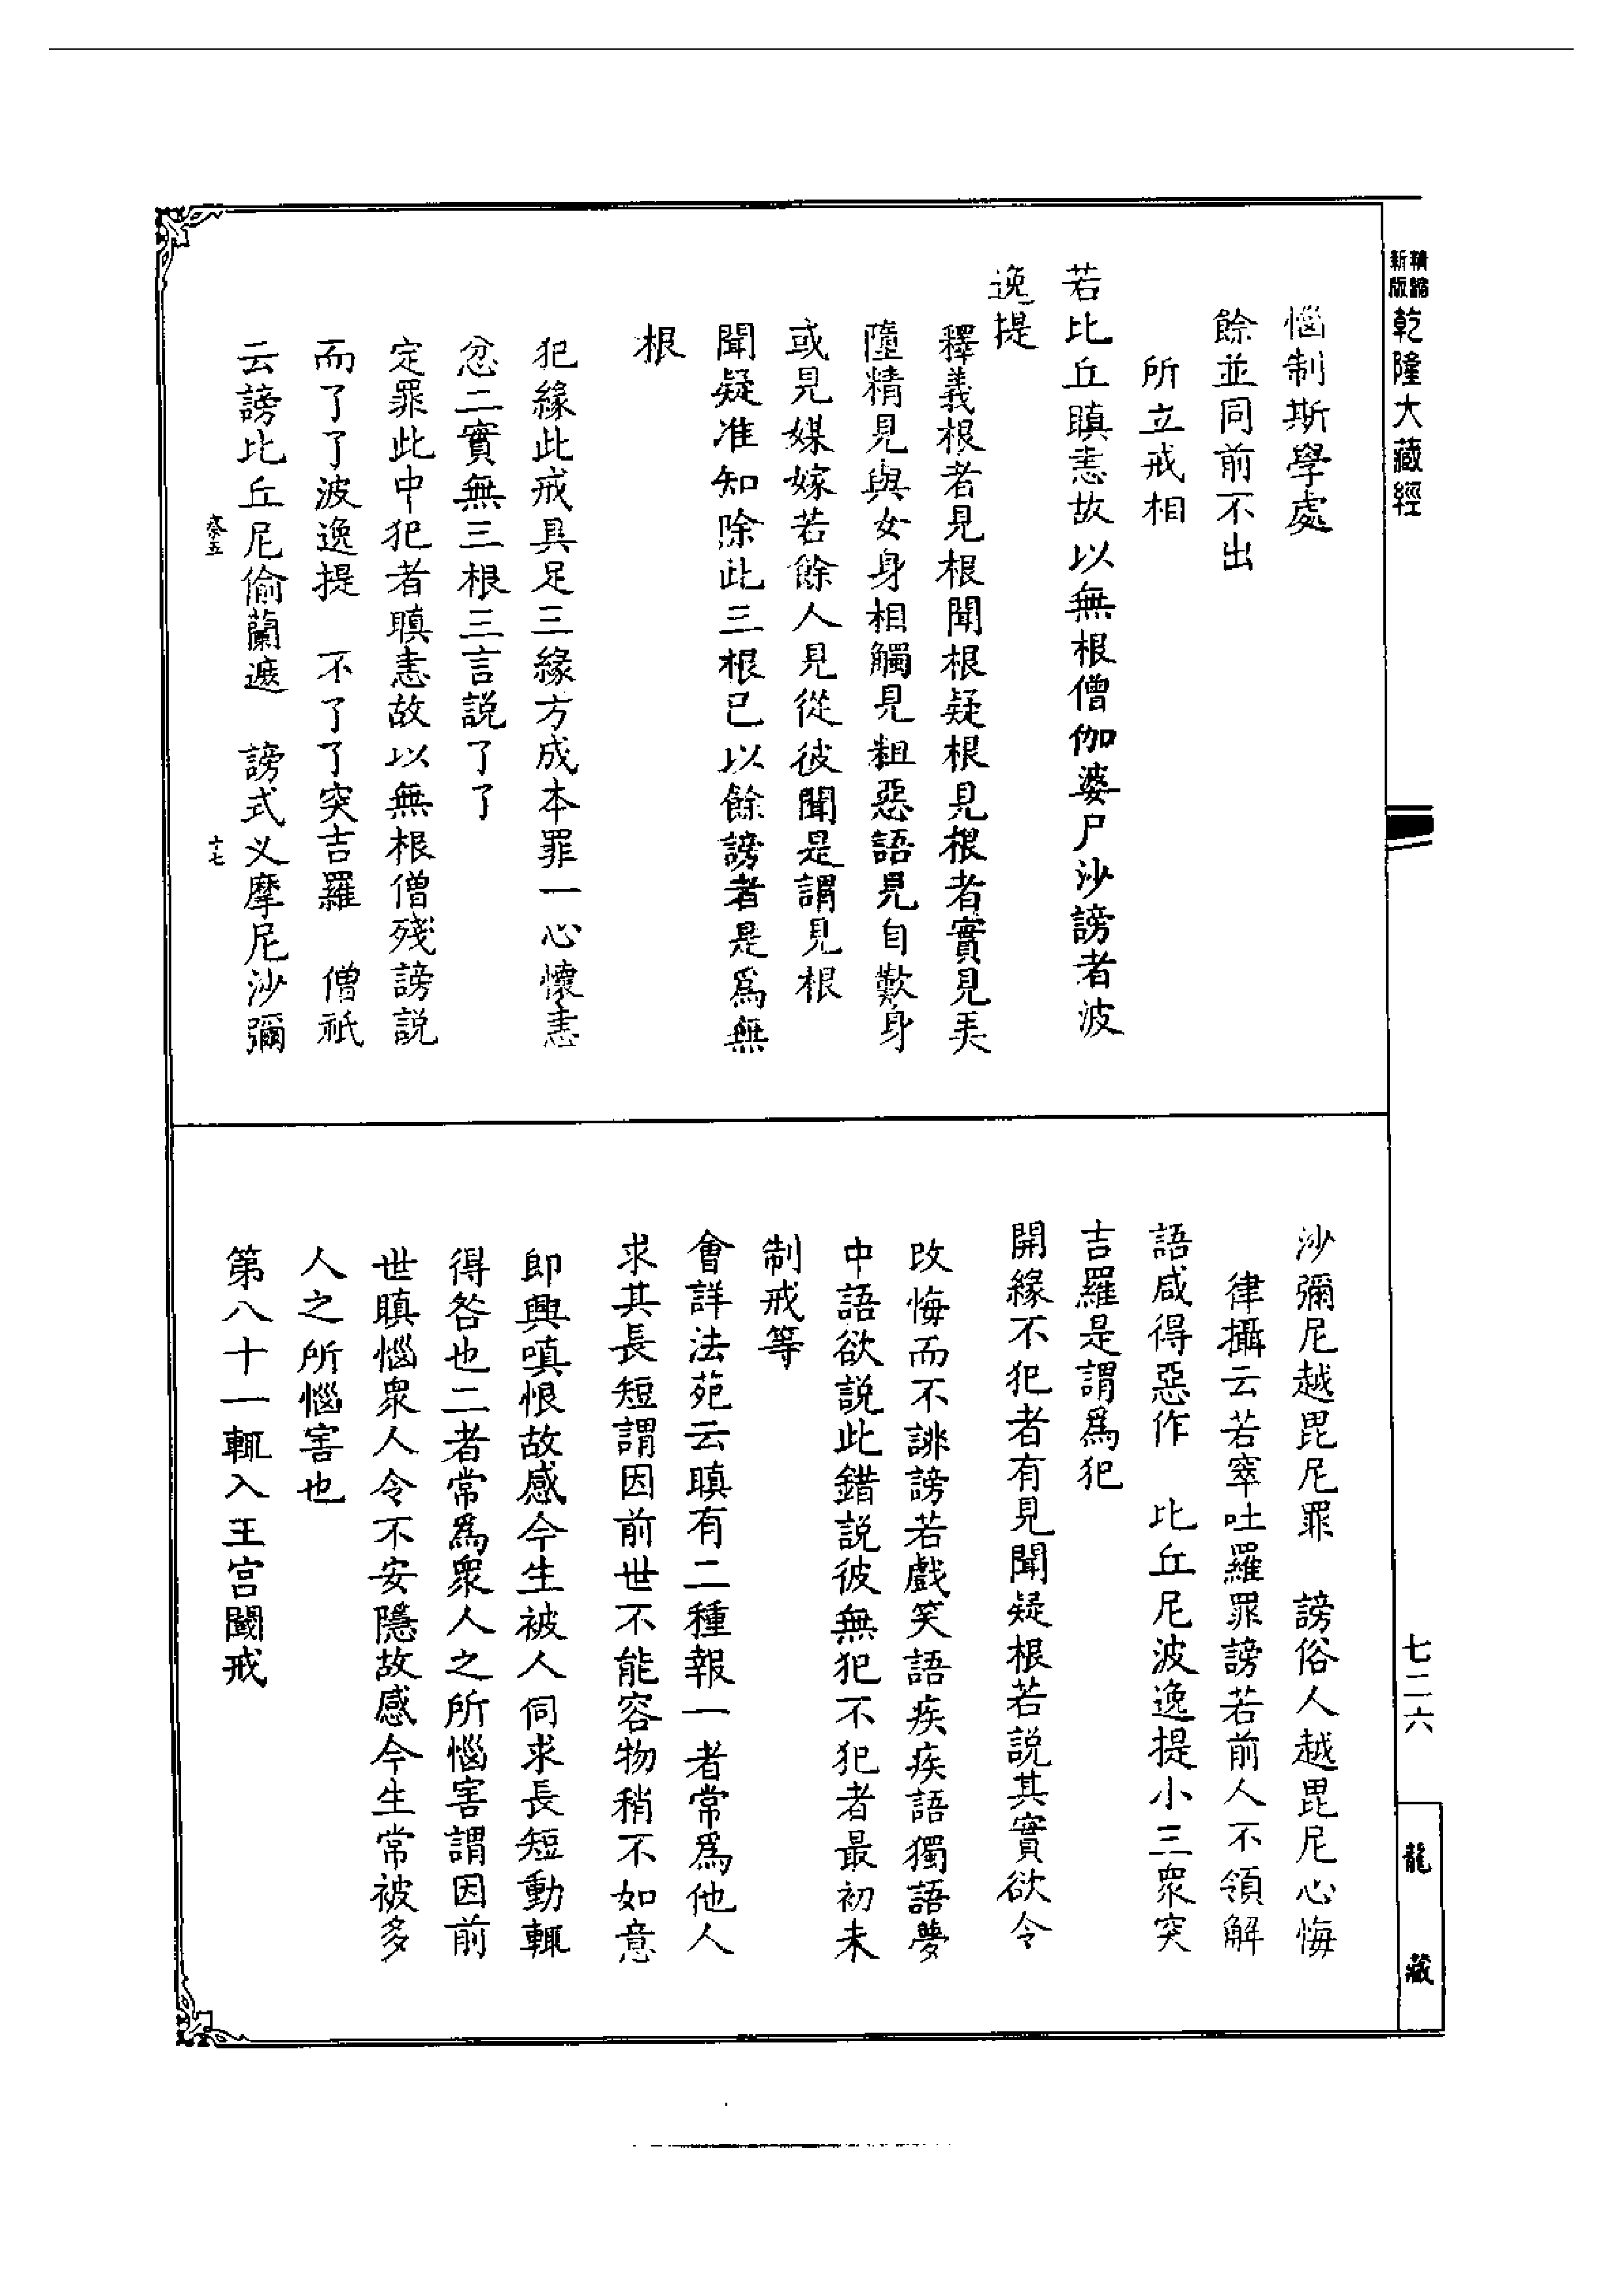 精縮
新版
乾隆大藏經
惱制斯學處
餘並同前不出
所立戒相
若比丘瞋恚故以無根僧伽婆尸沙謗者波
逸提
釋義根者見根聞根疑根見根者實見美
墮精見與女身相觸見粗惡語見自歎身
或見媒嫁若餘人見從彼聞是謂見根
聞疑准知除此三根已以餘謗者是爲無
根
犯緣此戒具足三緣方成本罪一心懷恚
忿二實無三根三言說了了
定罪此中犯者瞋恚故以無根僧殘謗說
而了了波逸提　不了了突吉羅　僧祇
云謗比丘尼偷蘭遮　謗式义摩尼沙彌
十七
沙彌尼越毘尼罪　謗俗人越毘尼心悔
律攝云若窣吐羅罪謗若前人不領解
語咸得惡作　比丘尼波逸提小三衆突
吉羅是謂爲犯
開緣不犯者有見聞疑根若說其實欲令
改悔而不誹謗若戲笑語疾疾語獨語夢
中語欲說此錯說彼無犯不犯者最初未
制戒等
會詳法苑云瞋有二種報一者常爲他人
求其長短謂因前世不能容物稍不如意
即興嗔恨故感今生被人伺求長短動輒
得咎也二者常爲衆人之所惱害謂因前
世瞋惱衆人令不安隱故感今生常被多
人之所惱害也
第八十一輒入王宮閾戒
七二六
龍藏